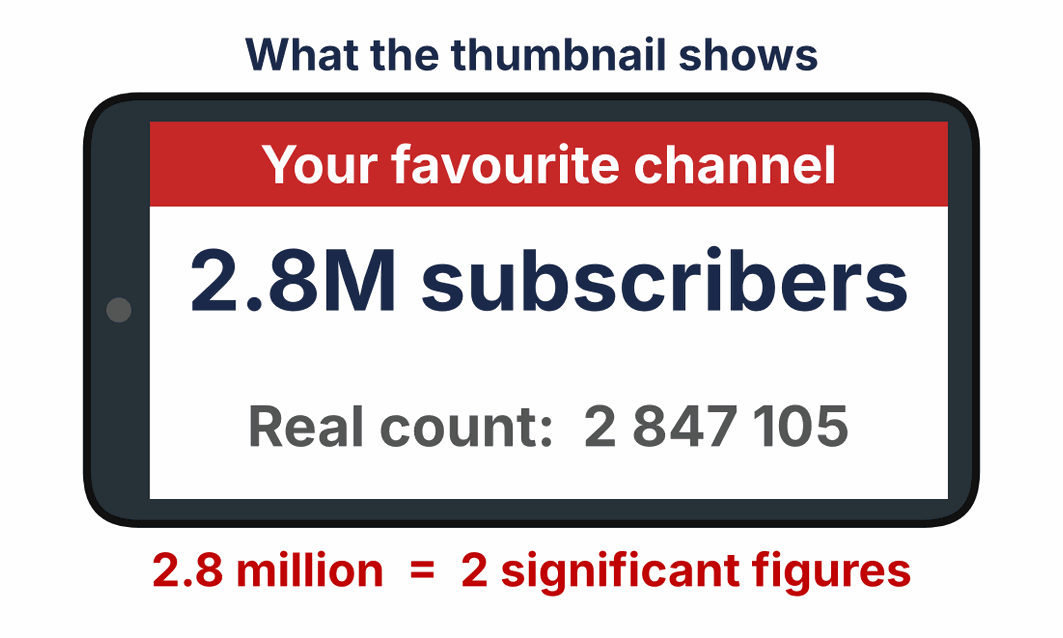 What the thumbnail shows
Your favourite channel
2.8M subscribers
Real count: 2 847 105
2.8 million = 2 significant figures